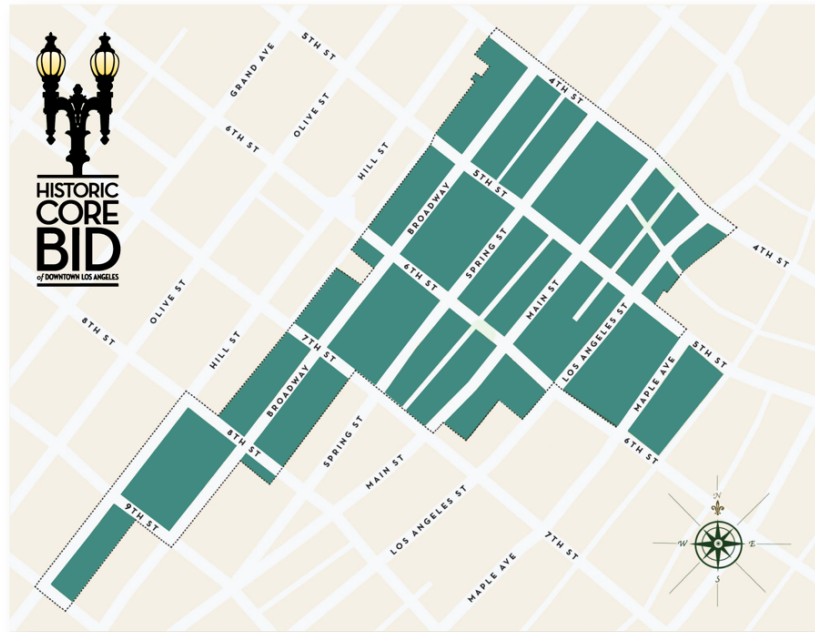 HISTORIC
CORE
BID
of DOWNTOWN LOS ANGELES
5TH ST
GRAND AVE
OLIVE ST
6TH ST
HILL ST
4TH ST
5TH ST
BROADWAY
SPRING ST
4TH ST
6TH ST
MAIN ST
OLIVE ST
8TH ST
HILL ST
7TH ST
LOS ANGELES ST
5TH ST
BROADWAY
MAPLE AVE
8TH ST
SPRING ST
6TH ST
MAIN ST
9TH ST
LOS ANGELES ST
7TH ST
MAPLE AVE
N
W
E
S